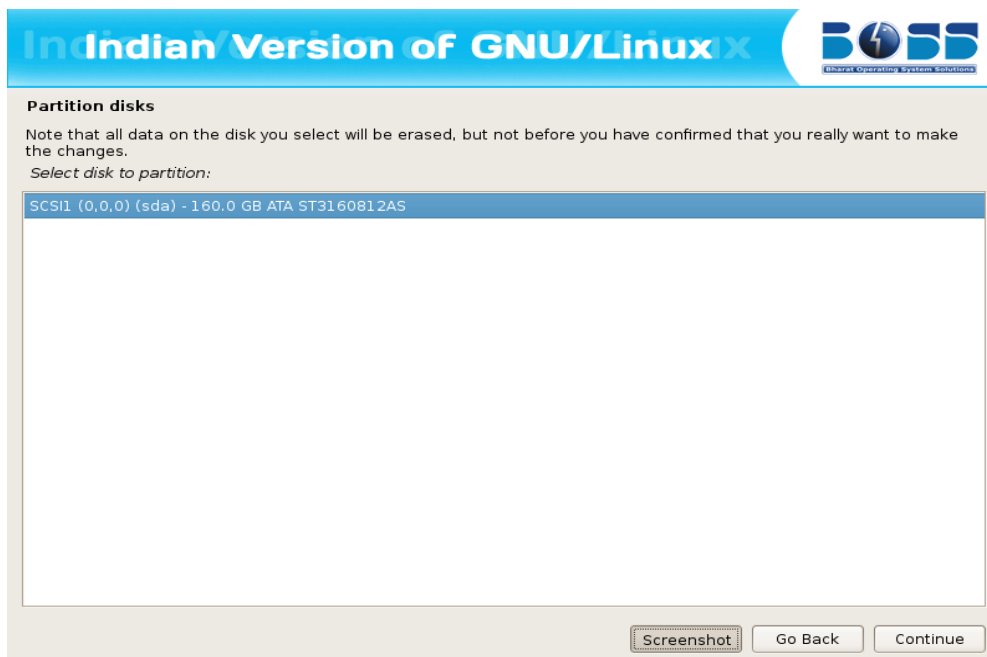 Indian Version of GNU/Linux
BOSS
Bharat Operating System Solutions
Partition disks
Note that all data on the disk you select will be erased, but not before you have confirmed that you really want to make
the changes.
Select disk to partition:
SCSI1 (0,0,0) (sda) - 160.0 GB ATA ST3160812AS
Screenshot
Go Back
Continue